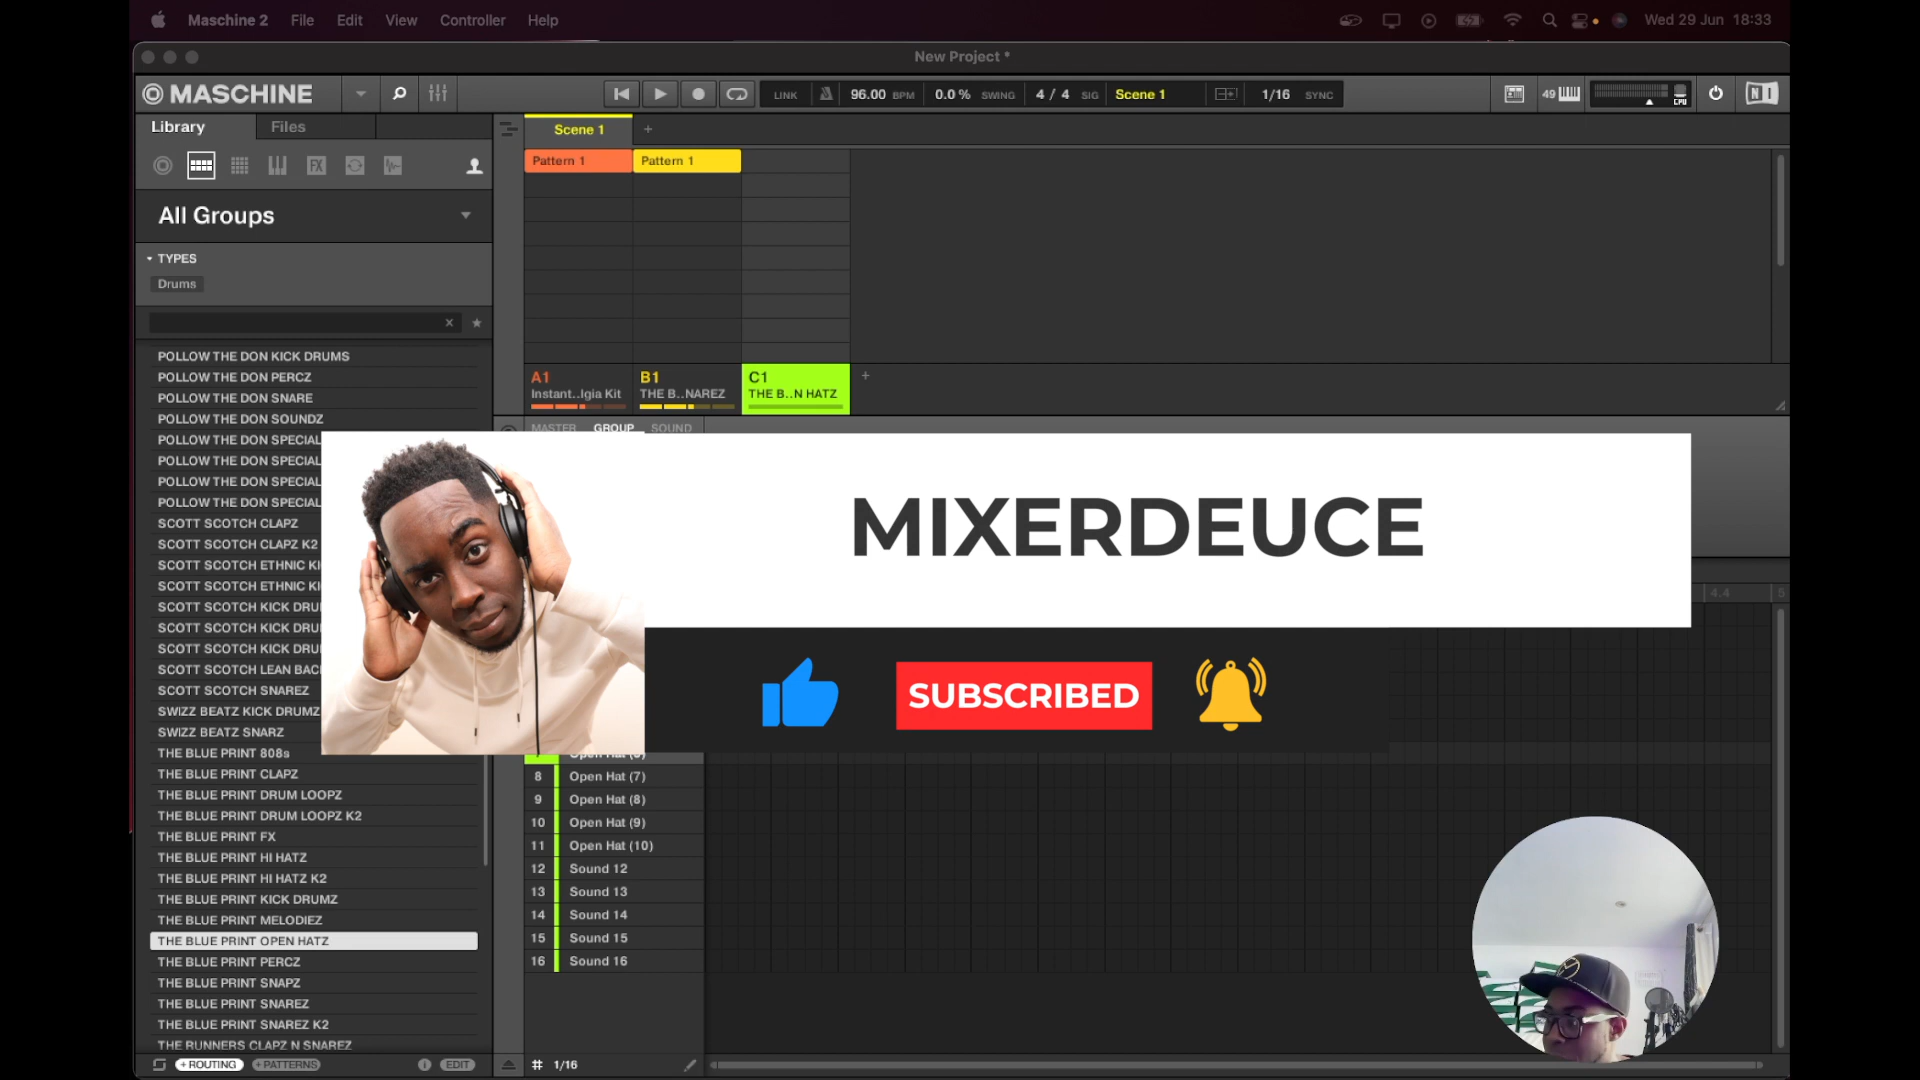 Maschine 2 File Edit View Controller Help Wed 29 Jun 18:33
New Project *
MASCHINE LINK 96.00 BPM 0.0 % SWING 4 / 4 SIG Scene 1 1/16 SYNC 49 CPU
Library Files
Scene 1 +
Pattern 1 Pattern 1
FX
All Groups
TYPES
Drums
POLLOW THE DON KICK DRUMS
POLLOW THE DON PERCZ
POLLOW THE DON SNARE
POLLOW THE DON SOUNDZ
POLLOW THE DON SPECIAL
POLLOW THE DON SPECIAL
POLLOW THE DON SPECIAL
POLLOW THE DON SPECIAL
SCOTT SCOTCH CLAPZ
SCOTT SCOTCH CLAPZ K2
SCOTT SCOTCH ETHNIC KI
SCOTT SCOTCH ETHNIC KI
SCOTT SCOTCH KICK DRU
SCOTT SCOTCH KICK DRU
SCOTT SCOTCH KICK DRU
SCOTT SCOTCH LEAN BAC
SCOTT SCOTCH SNAREZ
SWIZZ BEATZ KICK DRUMZ
SWIZZ BEATZ SNARZ
THE BLUE PRINT 808s
THE BLUE PRINT CLAPZ
THE BLUE PRINT DRUM LOOPZ
THE BLUE PRINT DRUM LOOPZ K2
THE BLUE PRINT FX
THE BLUE PRINT HI HATZ
THE BLUE PRINT HI HATZ K2
THE BLUE PRINT KICK DRUMZ
THE BLUE PRINT MELODIEZ
THE BLUE PRINT OPEN HATZ
THE BLUE PRINT PERCZ
THE BLUE PRINT SNAPZ
THE BLUE PRINT SNAREZ
THE BLUE PRINT SNAREZ K2
THE RUNNERS CLAPZ N SNAREZ
+ROUTING +PATTERNS EDIT
A1 B1 C1 +
Instant..lgia Kit THE B..NAREZ THE B..N HATZ
MASTER GROUP SOUND
MIXERDEUCE
4.4 5
SUBSCRIBED
8 Open Hat (7)
9 Open Hat (8)
10 Open Hat (9)
11 Open Hat (10)
12 Sound 12
13 Sound 13
14 Sound 14
15 Sound 15
16 Sound 16
1/16